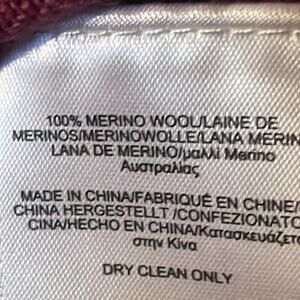 100% MERINO WOOL/LAINE DE
MERINOS/MERINOWOLLE/LANA MERIN
LANA DE MERINO/μαλλί Merino
Αυστραλίας
MADE IN CHINA/FABRIQUÉ EN CHINE/
CHINA HERGESTELLT /CONFEZIONATO
CINA/HECHO EN CHINA/Κατασκευάζετ
στην Κίνα
DRY CLEAN ONLY